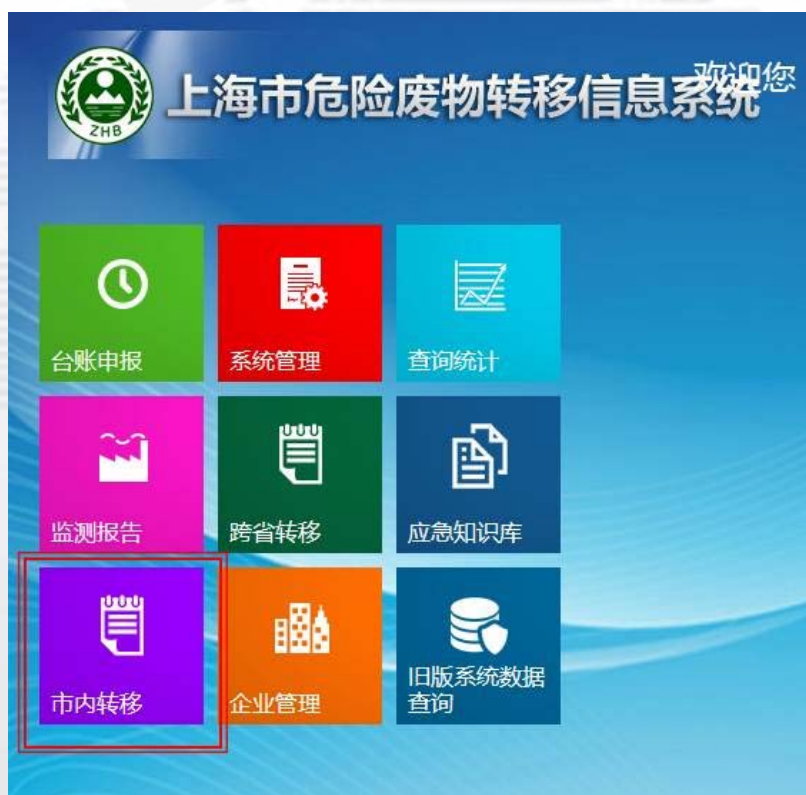 上海市危险废物转移信息系统
欢迎您
ZHB
台账申报
系统管理
查询统计
监测报告
跨省转移
应急知识库
市内转移
企业管理
旧版系统数据
查询